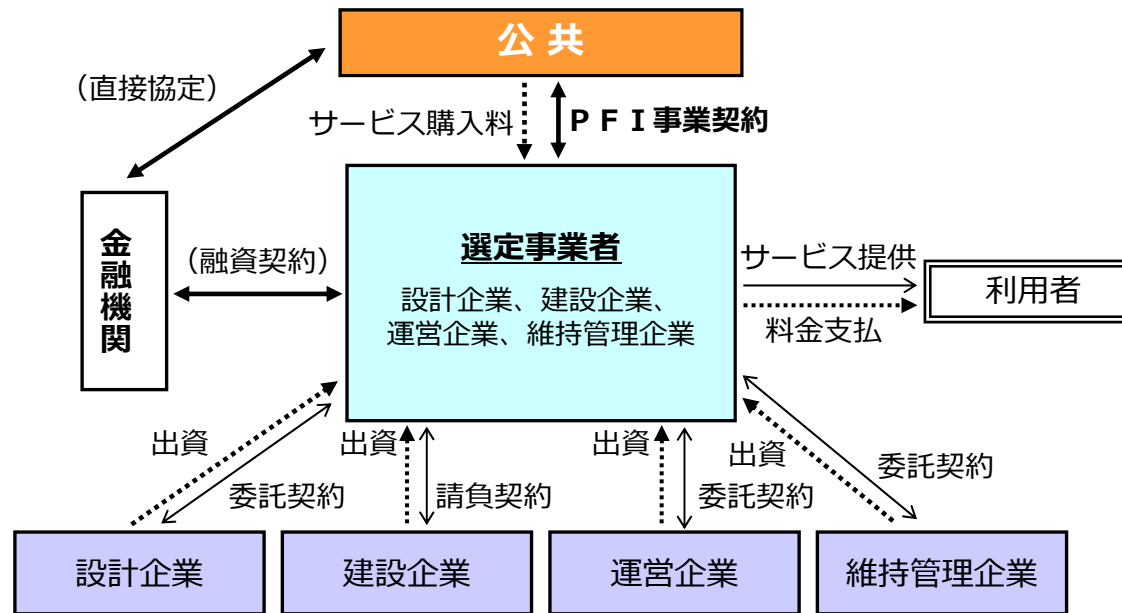 公 共
（直接協定）
サービス購入料
ＰＦＩ事業契約
金融機関
（融資契約）
選定事業者
設計企業、建設企業、
運営企業、維持管理企業
サービス提供
料金支払
利用者
出資
委託契約
出資
請負契約
出資
委託契約
出資
委託契約
設計企業
建設企業
運営企業
維持管理企業